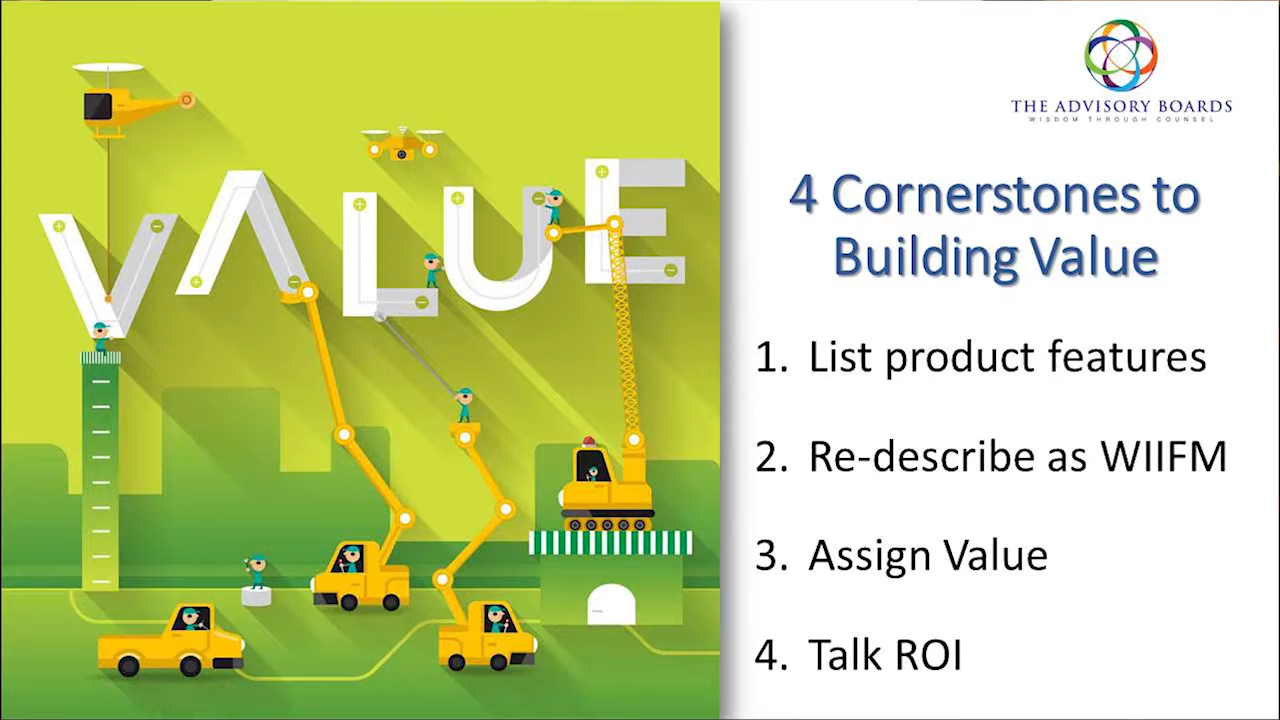 VALUE
THE ADVISORY BOARDS
WISDOM THROUGH COUNSEL
4 Cornerstones to
Building Value
1. List product features
2. Re-describe as WIIFM
3. Assign Value
4. Talk ROI